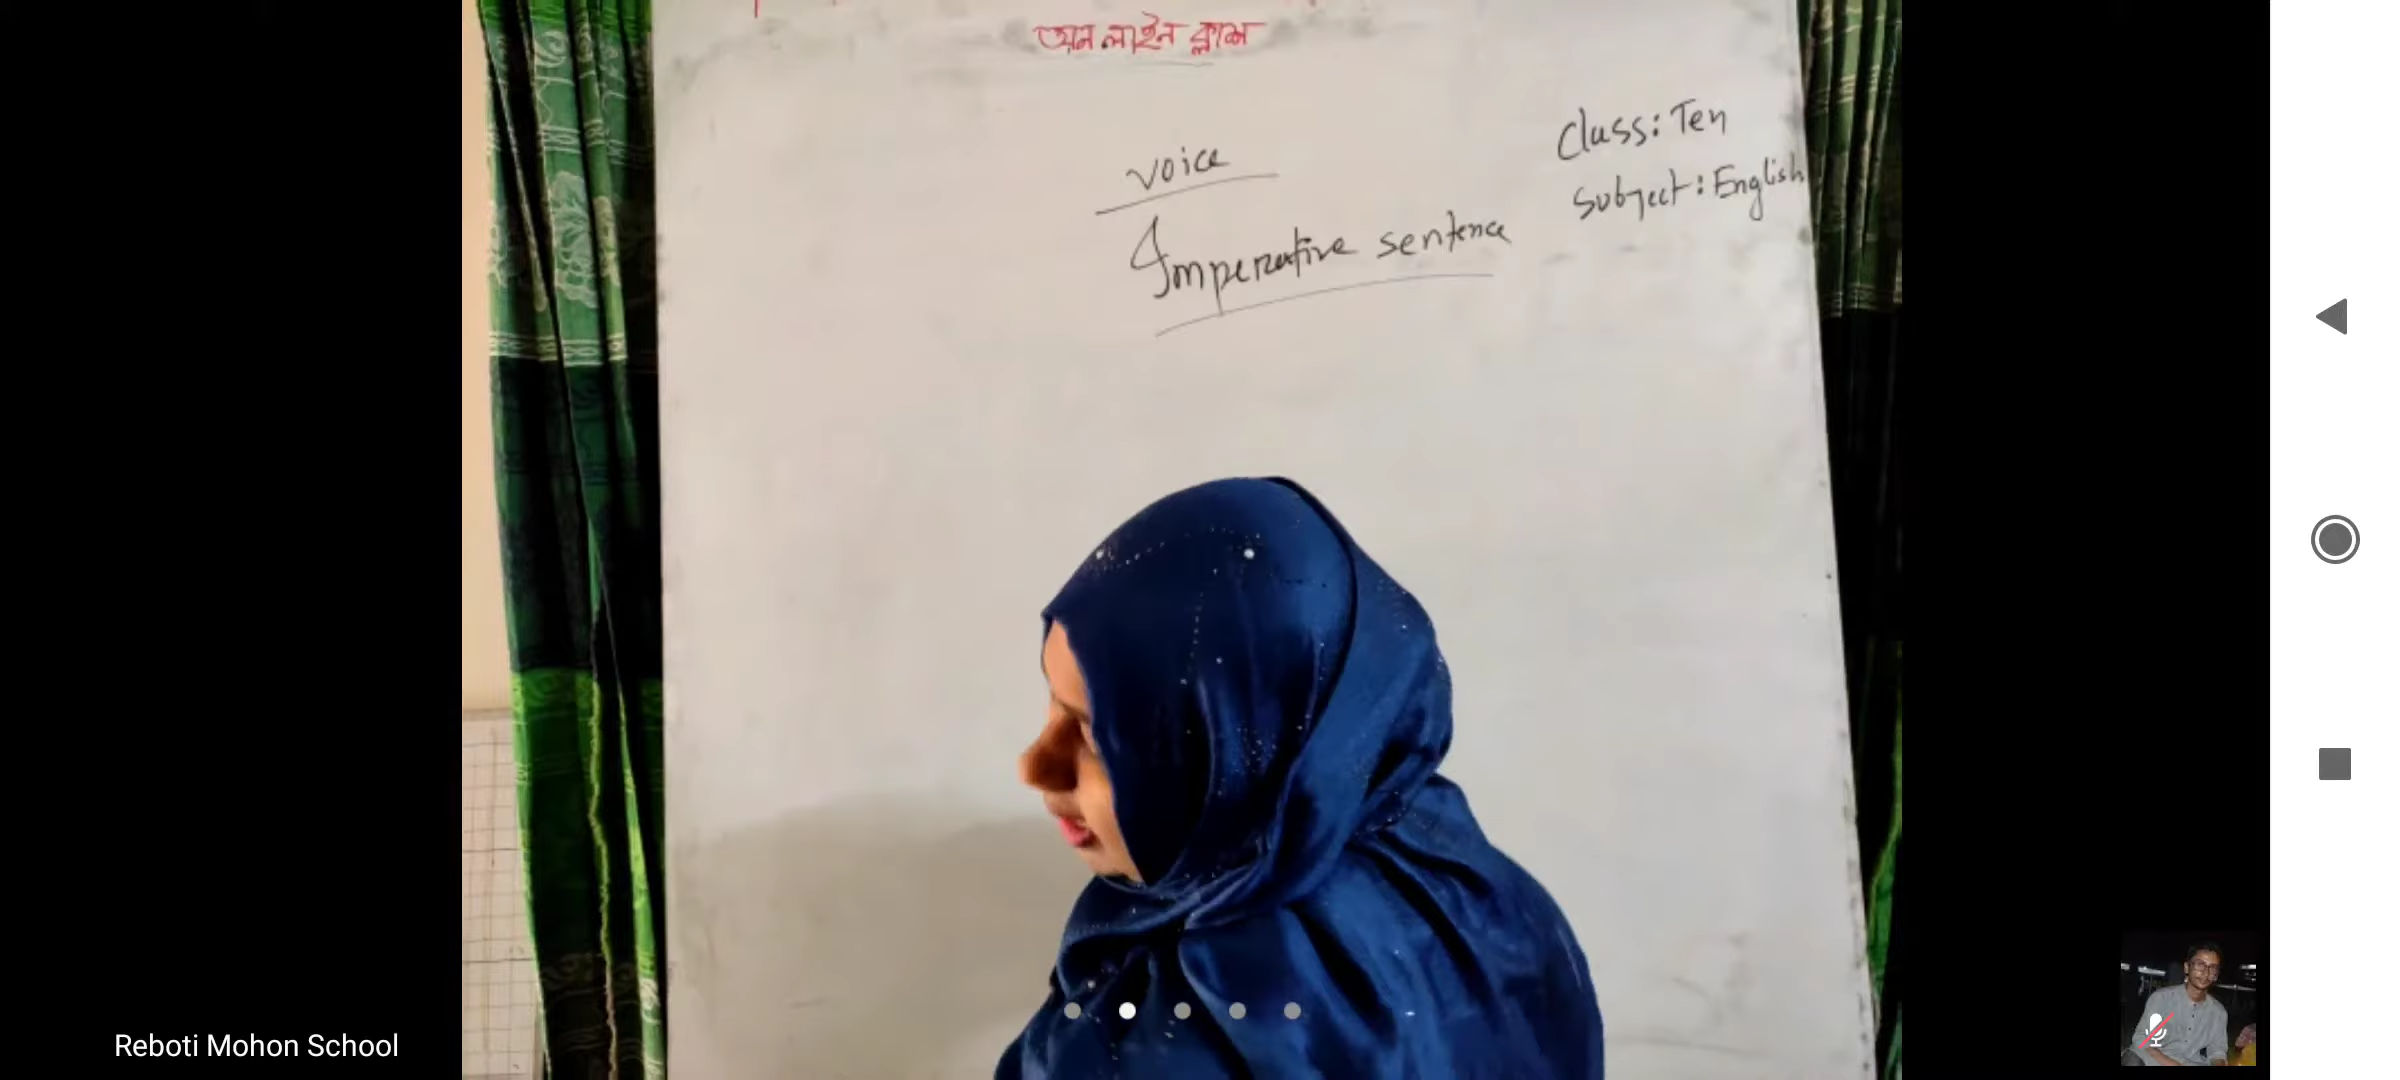 অন লাইন ক্লাশ
voice
Imperative sentence
Class: Ten
Subject: English
Reboti Mohon School